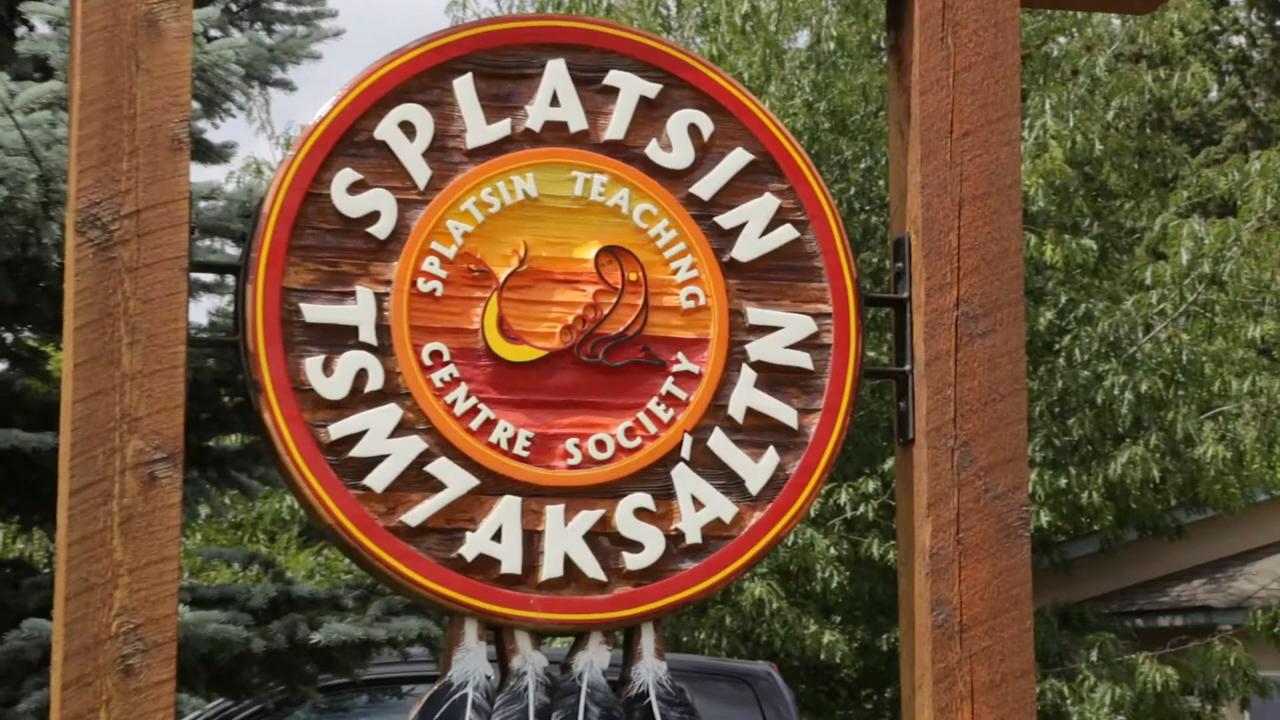 SPLATSIN
TSM7AKSÁLTN
SPLATSIN TEACHING
CENTRE SOCIETY